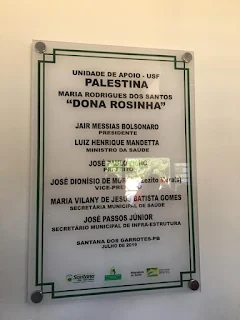 UNIDADE DE APOIO - USF
PALESTINA
MARIA RODRIGUES DOS SANTOS
"DONA ROSINHA"
JAIR MESSIAS BOLSONARO
PRESIDENTE
LUIZ HENRIQUE MANDETTA
MINISTRO DA SAÚDE
JOSÉ
JOSÉ DIONÍSIO DE
VICE-
MARIA VILANY DE JESUS BATISTA GOMES
SECRETÁRIA MUNICIPAL DE SAÚDE
JOSÉ PASSOS JÚNIOR
SECRETÁRIO MUNICIPAL DE INFRA-ESTRUTURA
SANTANA DOS GARROTES-PB
JULHO DE 2019
Santana